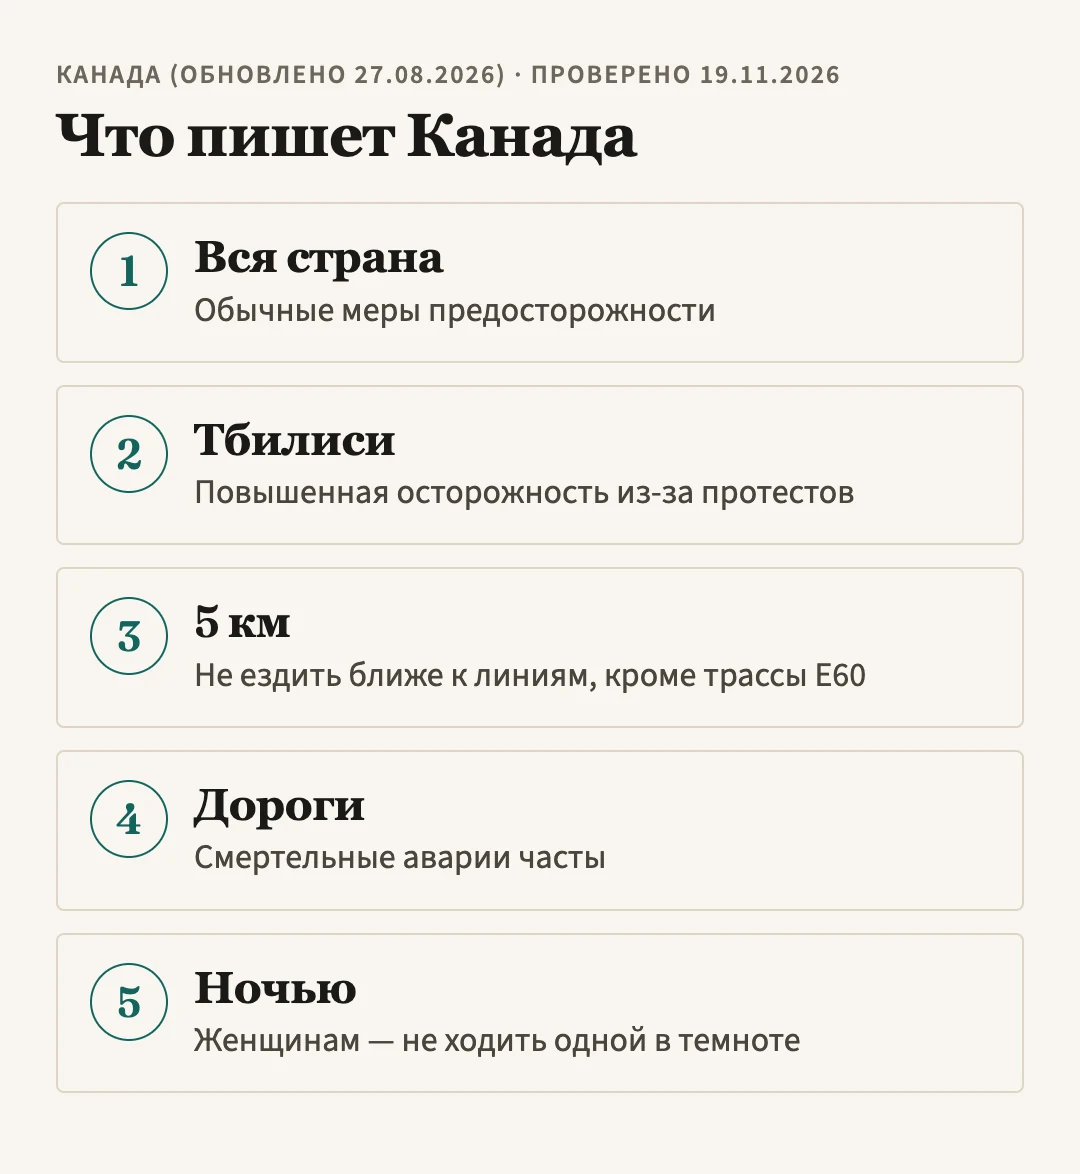 КАНАДА (ОБНОВЛЕНО 27.08.2026) · ПРОВЕРЕНО 19.11.2026
Что пишет Канада
1
Вся страна
Обычные меры предосторожности
2
Тбилиси
Повышенная осторожность из-за протестов
3
5 км
Не ездить ближе к линиям, кроме трассы E60
4
Дороги
Смертельные аварии часты
5
Ночью
Женщинам — не ходить одной в темноте